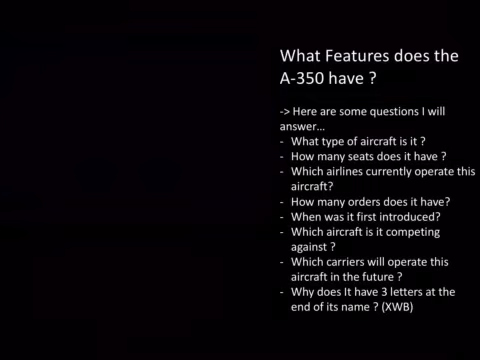 What Features does the
A-350 have ?
-> Here are some questions I will
answer...
- What type of aircraft is it ?
- How many seats does it have ?
- Which airlines currently operate this
aircraft?
- How many orders does it have?
- When was it first introduced?
- Which aircraft is it competing
against ?
- Which carriers will operate this
aircraft in the future ?
- Why does It have 3 letters at the
end of its name ? (XWB)